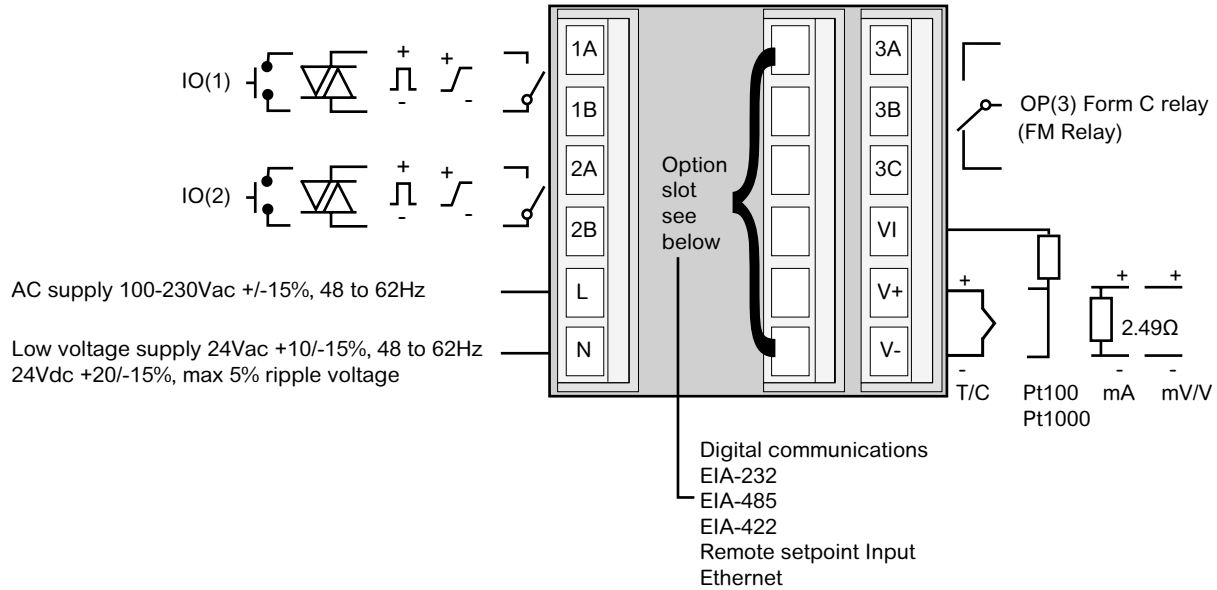 IO(1)
+
-
+
-
1A
1B
IO(2)
+
-
+
-
2A
2B
AC supply 100-230Vac +/-15%, 48 to 62Hz
L
Low voltage supply 24Vac +10/-15%, 48 to 62Hz
24Vdc +20/-15%, max 5% ripple voltage
N
Option
slot
see
below
3A
3B
3C
VI
V+
V-
OP(3) Form C relay
(FM Relay)
+
-
T/C
Pt100
Pt1000
+
2.49Ω
-
mA
+
-
mV/V
Digital communications
EIA-232
EIA-485
EIA-422
Remote setpoint Input
Ethernet